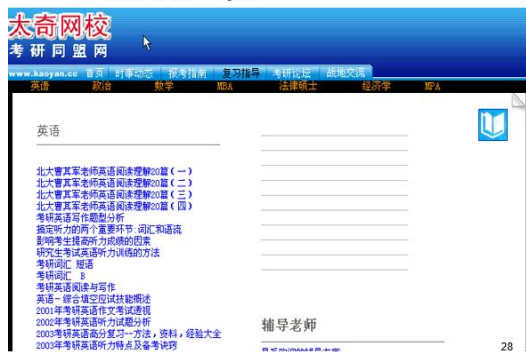 太奇网校
考研同盟网
www.kaoyan.cc 首页 时事动态 报考指南 复习指导 考研论坛 战地交流
英语 政治 数学 MBA 法律硕士 经济学 MPA
英语
北大曹其军老师英语阅读理解20篇(一)
北大曹其军老师英语阅读理解20篇(二)
北大曹其军老师英语阅读理解20篇(三)
北大曹其军老师英语阅读理解20篇(四)
考研英语写作题型分析
搞定听力的两个重要环节:词汇和语流
影响考生提高听力成绩的因素
研究生考试英语听力训练的方法
考研词汇 短语
考研词汇 B
考研英语阅读与写作
英语-综合填空应试技能概述
2001年考研英语作文考试透视
2002年考研英语听力试题分析
2003考研英语高分复习--方法,资料,经验大全
2003年考研英语听力特点及备考诀窍
辅导老师
28